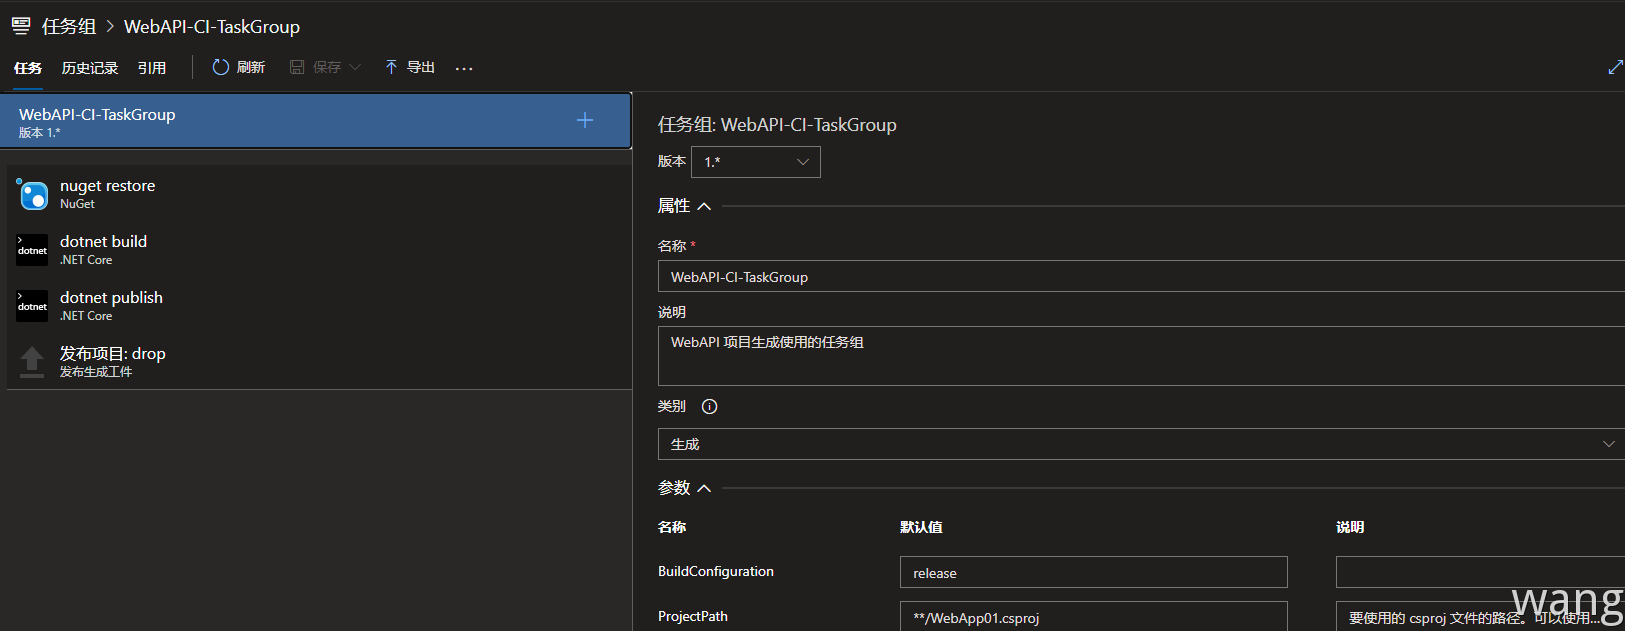 任务组 > WebAPI-CI-TaskGroup
任务 历史记录 引用 刷新 保存 导出 ...
WebAPI-CI-TaskGroup
版本 1.*
nuget restore
NuGet
dotnet
dotnet build
.NET Core
dotnet
dotnet publish
.NET Core
发布项目: drop
发布生成工件
任务组: WebAPI-CI-TaskGroup
版本 1.*
属性
名称 *
WebAPI-CI-TaskGroup
说明
WebAPI 项目生成使用的任务组
类别
生成
参数
名称 默认值 说明
BuildConfiguration release
ProjectPath **/WebApp01.csproj 要使用的 csproj 文件的路径。可以使用...
wang